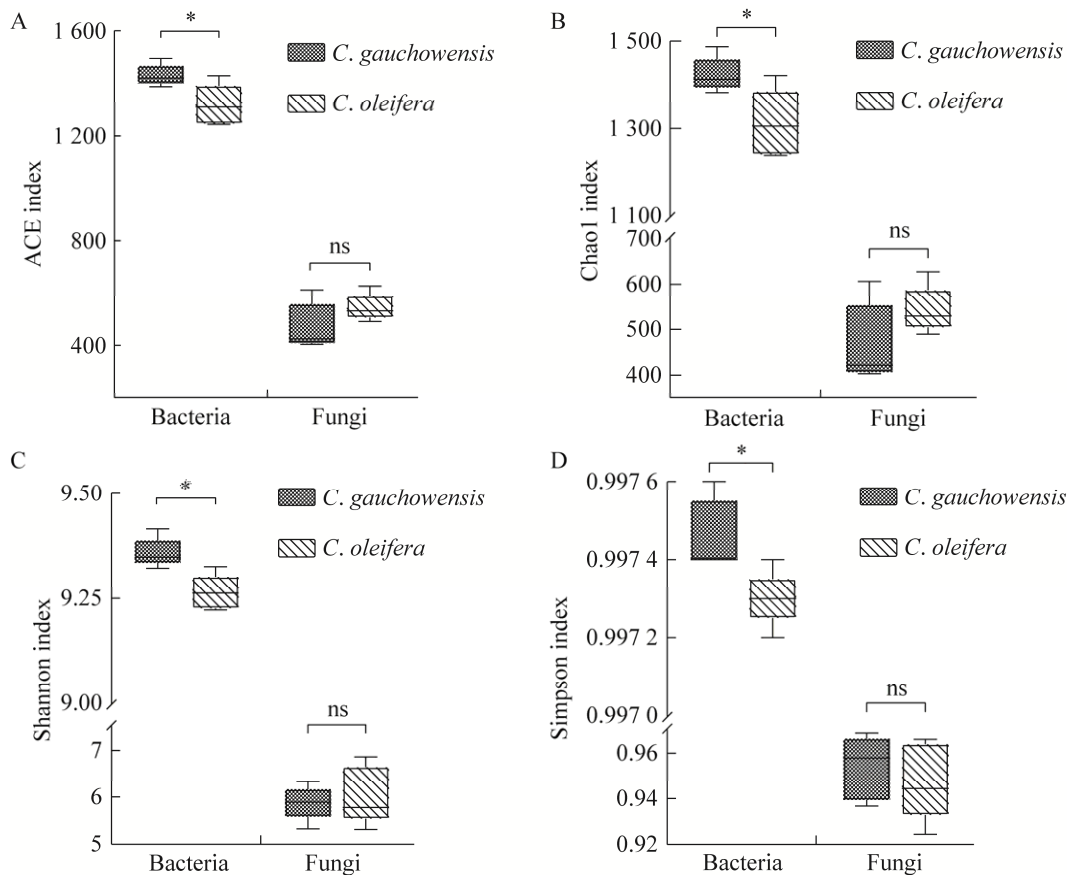 A
1 600
1 200
800
400
ACE index
*
ns
C. gauchowensis
C. oleifera
Bacteria
Fungi
B
1 500
1 300
1 100
700
600
500
400
Chao1 index
*
ns
C. gauchowensis
C. oleifera
Bacteria
Fungi
C
9.50
9.25
9.00
7
6
5
Shannon index
*
ns
C. gauchowensis
C. oleifera
Bacteria
Fungi
D
0.997 6
0.997 4
0.997 2
0.997 0
0.96
0.94
0.92
Simpson index
*
ns
C. gauchowensis
C. oleifera
Bacteria
Fungi